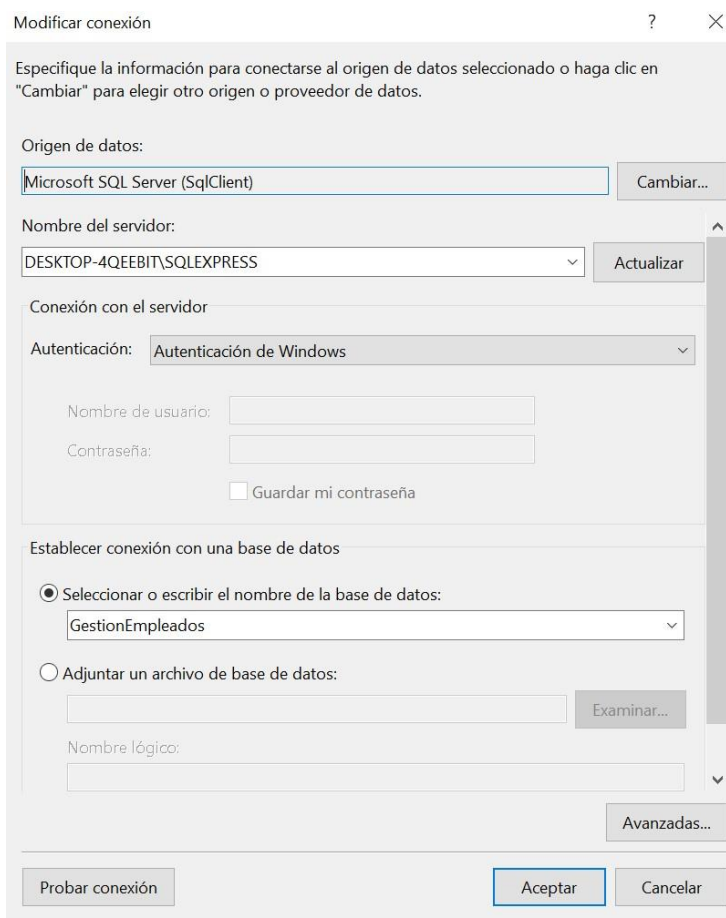 Modificar conexión
?
Especifique la información para conectarse al origen de datos seleccionado o haga clic en
"Cambiar" para elegir otro origen o proveedor de datos.
Origen de datos:
Microsoft SQL Server (SqlClient)
Cambiar...
Nombre del servidor:
DESKTOP-4QEEBIT\SQLEXPRESS
Actualizar
Conexión con el servidor
Autenticación:
Autenticación de Windows
Nombre de usuario:
Contraseña:
Guardar mi contraseña
Establecer conexión con una base de datos
Seleccionar o escribir el nombre de la base de datos:
GestionEmpleados
Adjuntar un archivo de base de datos:
Examinar...
Nombre lógico:
Avanzadas...
Probar conexión
Aceptar
Cancelar